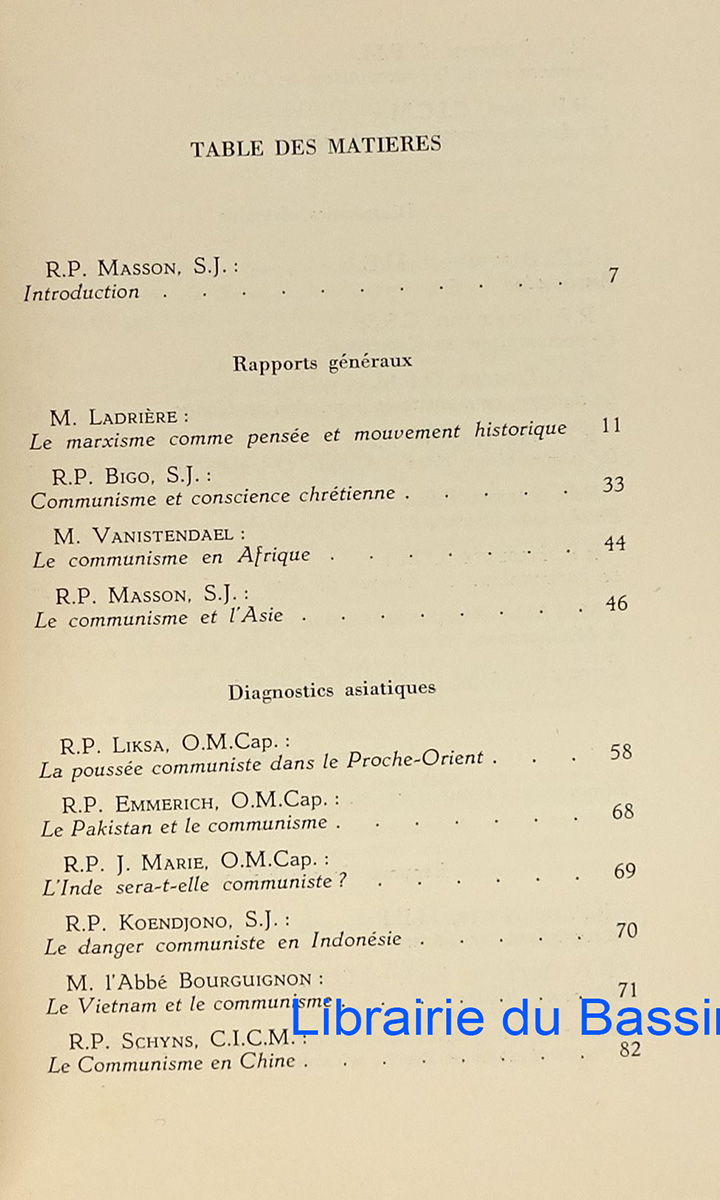 TABLE DES MATIERES
R.P. MASSON, S.J. :
Introduction . . . . . . . . . . . 7
Rapports généraux
M. LADRIÈRE :
Le marxisme comme pensée et mouvement historique 11
R.P. BIGO, S.J. :
Communisme et conscience chrétienne . . . . . 33
M. VANISTENDAEL :
Le communisme en Afrique . . . . . . . 44
R.P. MASSON, S.J. :
Le communisme et l'Asie . . . . . . . . 46
Diagnostics asiatiques
R.P. LIKSA, O.M.Cap. :
La poussée communiste dans le Proche-Orient . . . 58
R.P. EMMERICH, O.M.Cap. :
Le Pakistan et le communisme . . . . . . . 68
R.P. J. MARIE, O.M.Cap. :
L'Inde sera-t-elle communiste ? . . . . . . 69
R.P. KOENDJONO, S.J. :
Le danger communiste en Indonésie . . . . . 70
M. l'Abbé BOURGUIGNON :
Le Vietnam et le communisme . . . . . . . 71
Librairie du Bassin
R.P. SCHYNS, C.I.C.M. :
Le Communisme en Chine . . . . . . . . 82